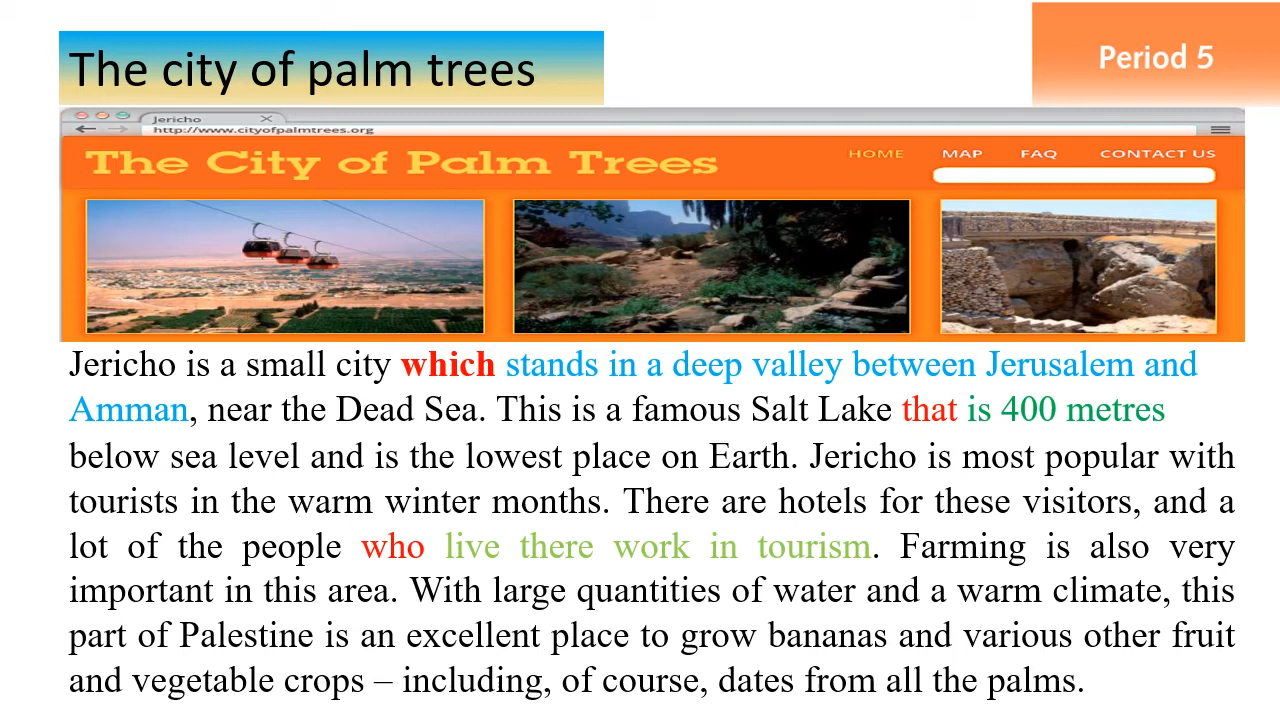 The city of palm trees
Period 5
Jericho
http://www.cityofpalmtrees.org
The City of Palm Trees
HOME MAP FAQ CONTACT US
Jericho is a small city which stands in a deep valley between Jerusalem and
Amman, near the Dead Sea. This is a famous Salt Lake that is 400 metres
below sea level and is the lowest place on Earth. Jericho is most popular with
tourists in the warm winter months. There are hotels for these visitors, and a
lot of the people who live there work in tourism. Farming is also very
important in this area. With large quantities of water and a warm climate, this
part of Palestine is an excellent place to grow bananas and various other fruit
and vegetable crops – including, of course, dates from all the palms.